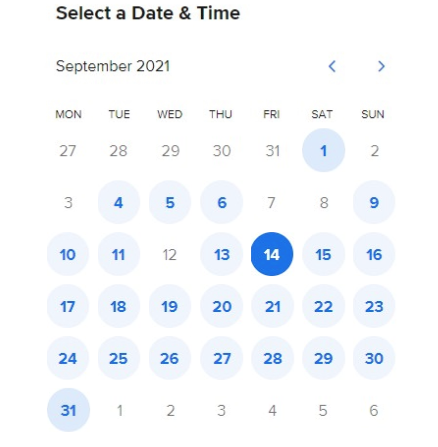 Select a Date & Time
September 2021
MON TUE WED THU FRI SAT SUN
27 28 29 30 31 1 2
3 4 5 6 7 8 9
10 11 12 13 14 15 16
17 18 19 20 21 22 23
24 25 26 27 28 29 30
31 1 2 3 4 5 6